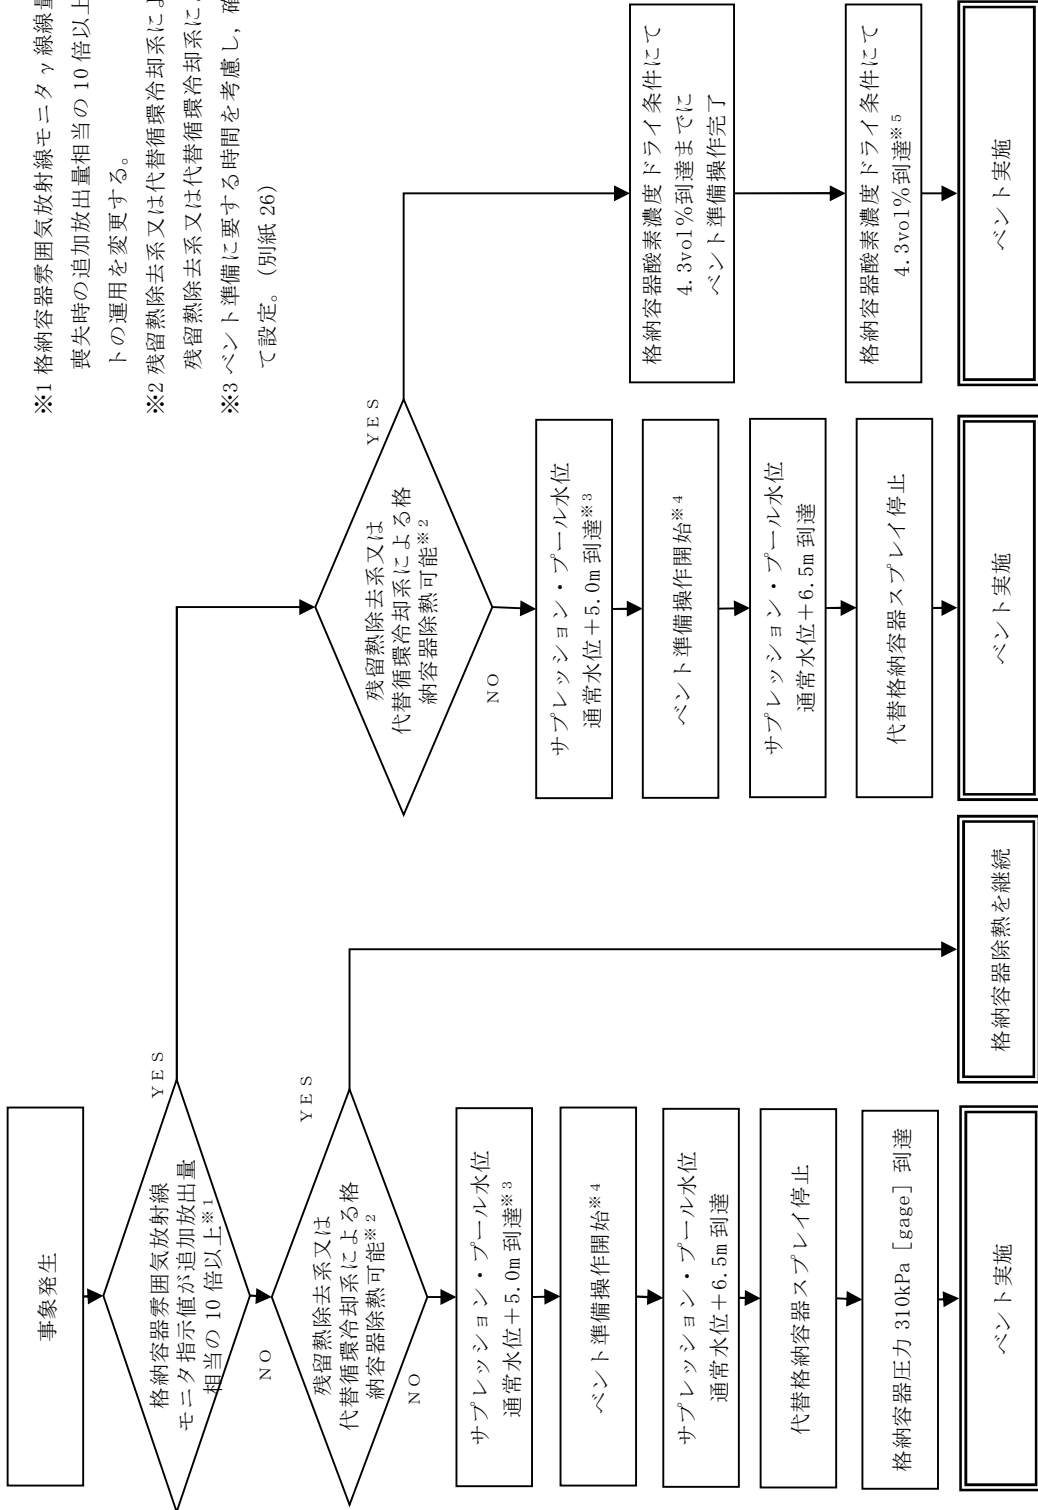 事象発生
格納容器雰囲気放射線
モニタ指示値が追加放出量
相当の 10 倍以上※1
YES
NO
残留熱除去系又は
代替循環冷却系による格
納容器除熱可能※2
YES
NO
サプレッション・プール水位
通常水位＋5.0m 到達※3
ベント準備操作開始※4
サプレッション・プール水位
通常水位＋6.5m 到達
代替格納容器スプレイ停止
格納容器圧力 310kPa［gage］到達
ベント実施
格納容器除熱を継続
残留熱除去系又は
代替循環冷却系による格
納容器除熱可能※2
YES
NO
サプレッション・プール水位
通常水位＋5.0m 到達※3
ベント準備操作開始※4
サプレッション・プール水位
通常水位＋6.5m 到達
代替格納容器スプレイ停止
ベント実施
格納容器酸素濃度ドライ条件にて
4.3vol％到達までに
ベント準備操作完了
格納容器酸素濃度ドライ条件にて
4.3vol％到達※5
ベント実施
※1 格納容器雰囲気放射線モニタγ線線量
喪失時の追加放出量相当の 10 倍以上
トの運用を変更する。
※2 残留熱除去系又は代替循環冷却系によ
残留熱除去系又は代替循環冷却系に
※3 ベント準備に要する時間を考慮し，確
て設定。（別紙 26）